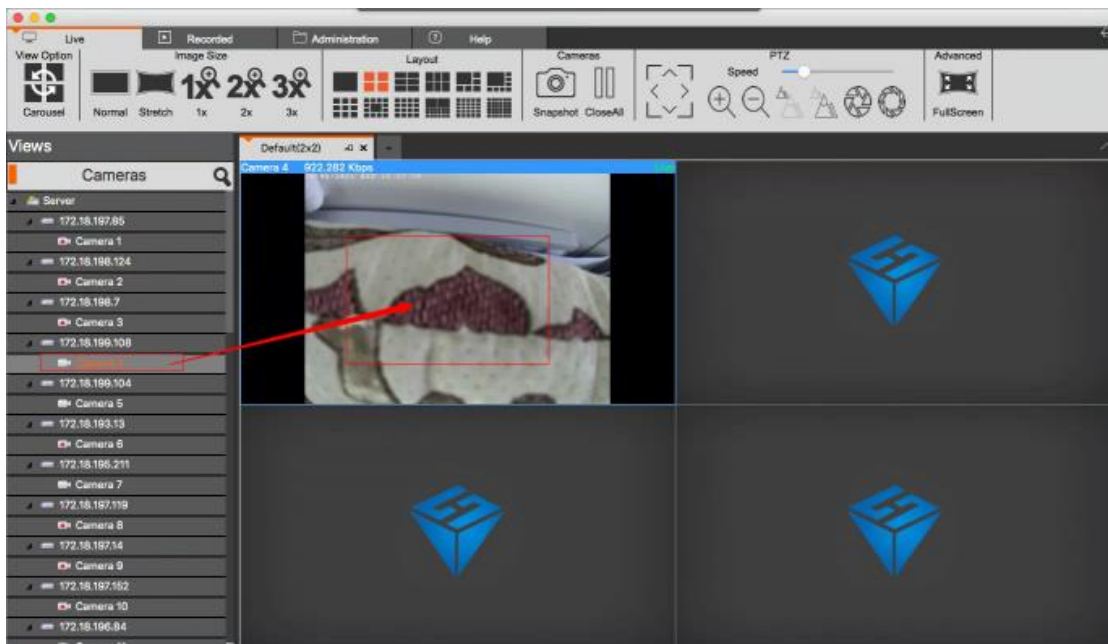 Live
Recorded
Administration
Help
View Option
Image Size
Layout
Cameras
PTZ
Advanced
Speed
Carousel
Normal
Stretch
1x
2x
3x
1x
2x
3x
Snapshot
CloseAll
FullScreen
Views
Default(2x2)
Cameras
Camera 4 922.282 Kbps
Live
Server
172.18.197.85
Camera 1
172.18.198.124
Camera 2
172.18.198.7
Camera 3
172.18.199.108
172.18.199.104
Camera 5
172.18.193.13
Camera 6
172.18.195.211
Camera 7
172.18.197.119
Camera 8
172.18.197.14
Camera 9
172.18.197.152
Camera 10
172.18.196.84